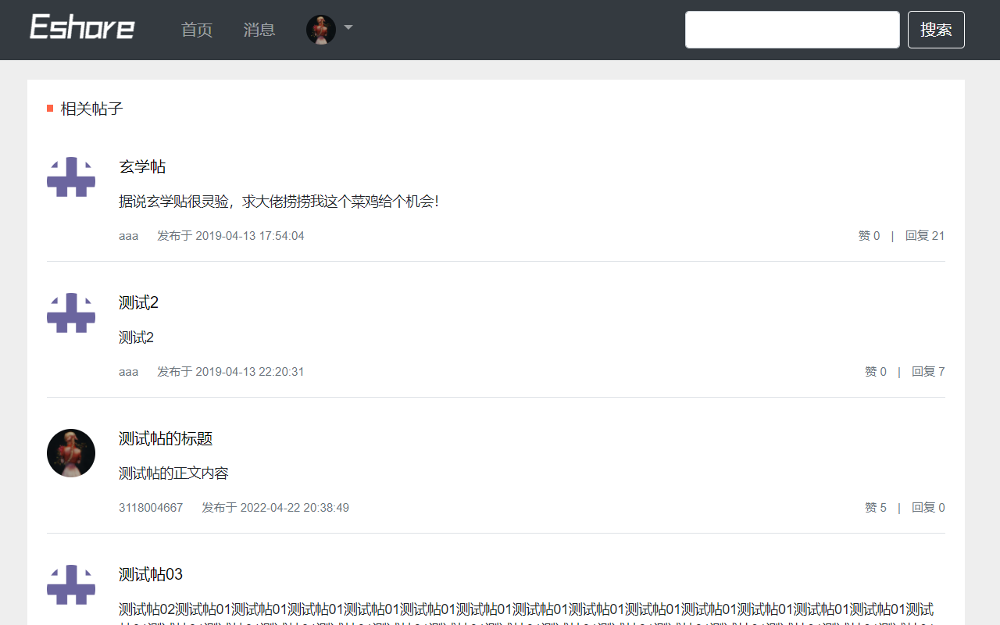 Eshare 首页 消息 搜索
相关帖子
玄学帖
据说玄学贴很灵验，求大佬捞捞我这个菜鸡给个机会！
aaa 发布于 2019-04-13 17:54:04 赞 0 | 回复 21
测试2
测试2
aaa 发布于 2019-04-13 22:20:31 赞 0 | 回复 7
测试帖的标题
测试帖的正文内容
3118004667 发布于 2022-04-22 20:38:49 赞 5 | 回复 0
测试帖03
测试帖02测试帖01测试帖01测试帖01测试帖01测试帖01测试帖01测试帖01测试帖01测试帖01测试帖01测试帖01测试帖01测试帖01测试